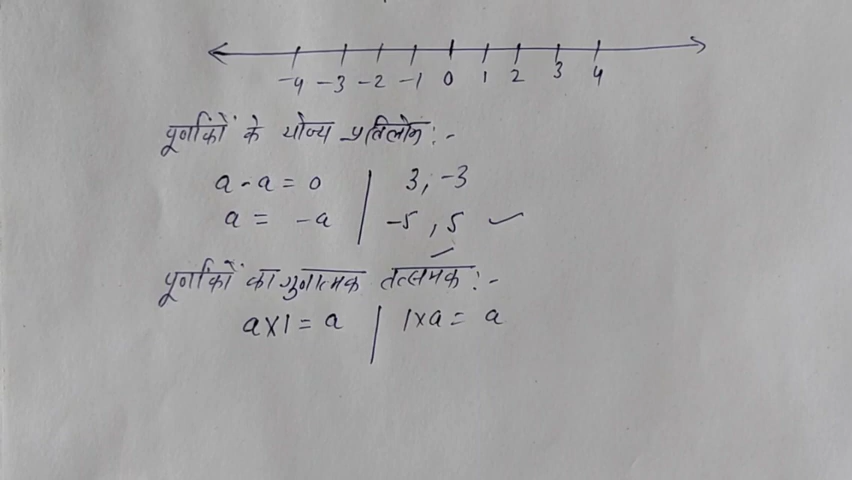 -4 -3 -2 -1 0 1 2 3 4
पूर्णांकों के योज्य प्रतिलोम :-
a - a = 0 | 3, -3
a = -a | -5, 5 ✓
पूर्णांकों का गुणात्मक तत्समक :-
a×1 = a | 1×a = a